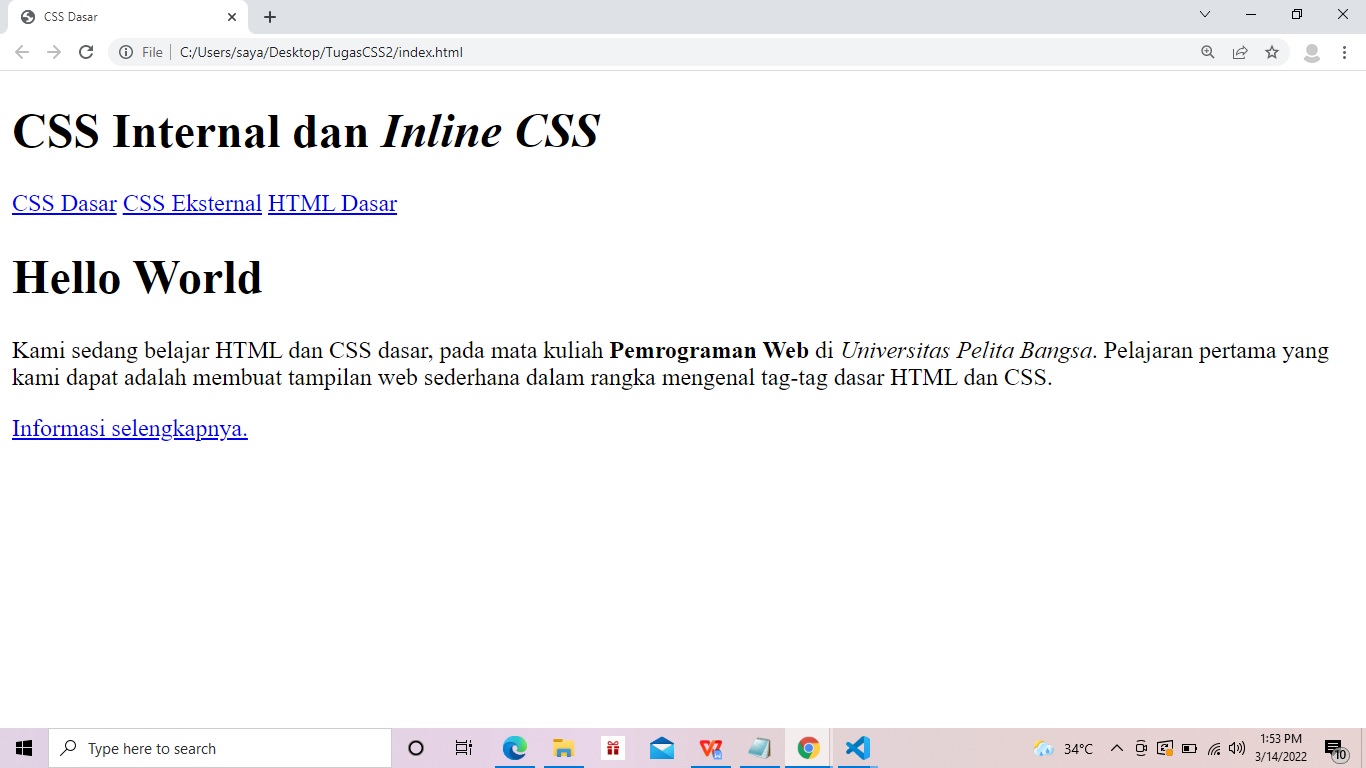 CSS Dasar
File
C:/Users/saya/Desktop/TugasCSS2/index.html
CSS Internal dan Inline CSS
CSS Dasar CSS Eksternal HTML Dasar
Hello World
Kami sedang belajar HTML dan CSS dasar, pada mata kuliah Pemrograman Web di Universitas Pelita Bangsa. Pelajaran pertama yang
kami dapat adalah membuat tampilan web sederhana dalam rangka mengenal tag-tag dasar HTML dan CSS.
Informasi selengkapnya.
Type here to search
34°C
1:53 PM
3/14/2022
10